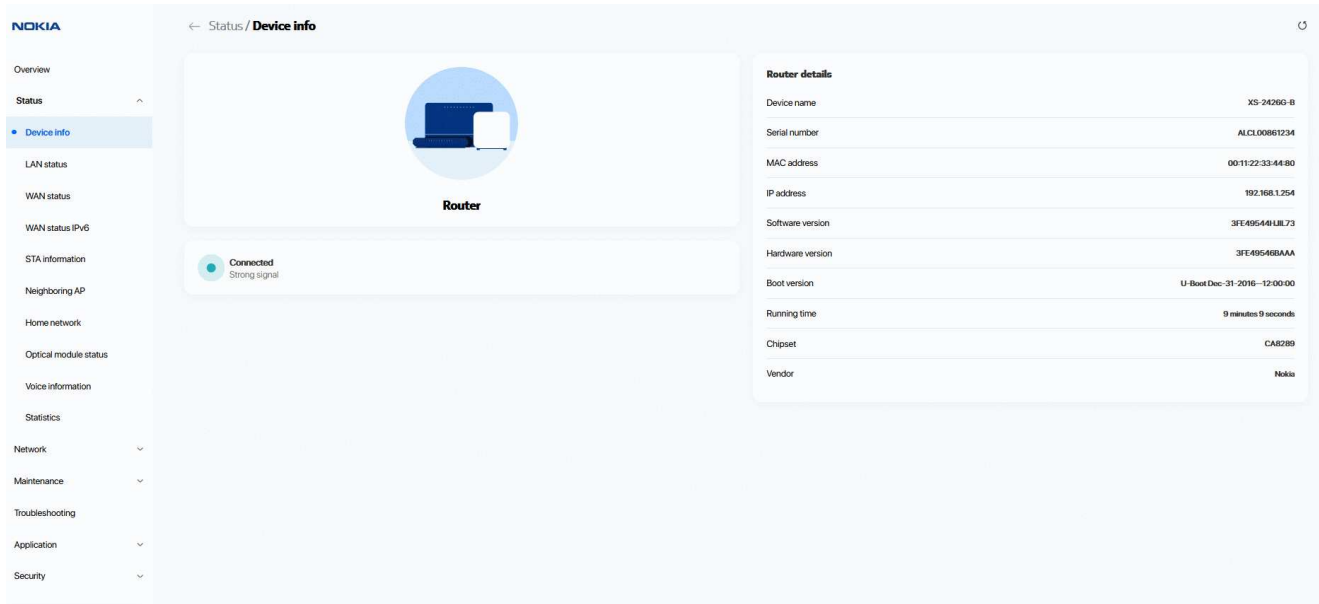 NOKIA
← Status / Device info
Overview
Status
Device info
LAN status
WAN status
WAN status IPv6
STA information
Neighboring AP
Home network
Optical module status
Voice information
Statistics
Network
Maintenance
Troubleshooting
Application
Security
Router
Connected
Strong signal
Router details
Device name XS-2426G-B
Serial number ALCL00861234
MAC address 00:11:22:33:44:80
IP address 192.168.1.254
Software version 3FE49544HJIL73
Hardware version 3FE49546BAAA
Boot version U-Boot Dec-31-2016--12:00:00
Running time 9 minutes 9 seconds
Chipset CA8289
Vendor Nokia